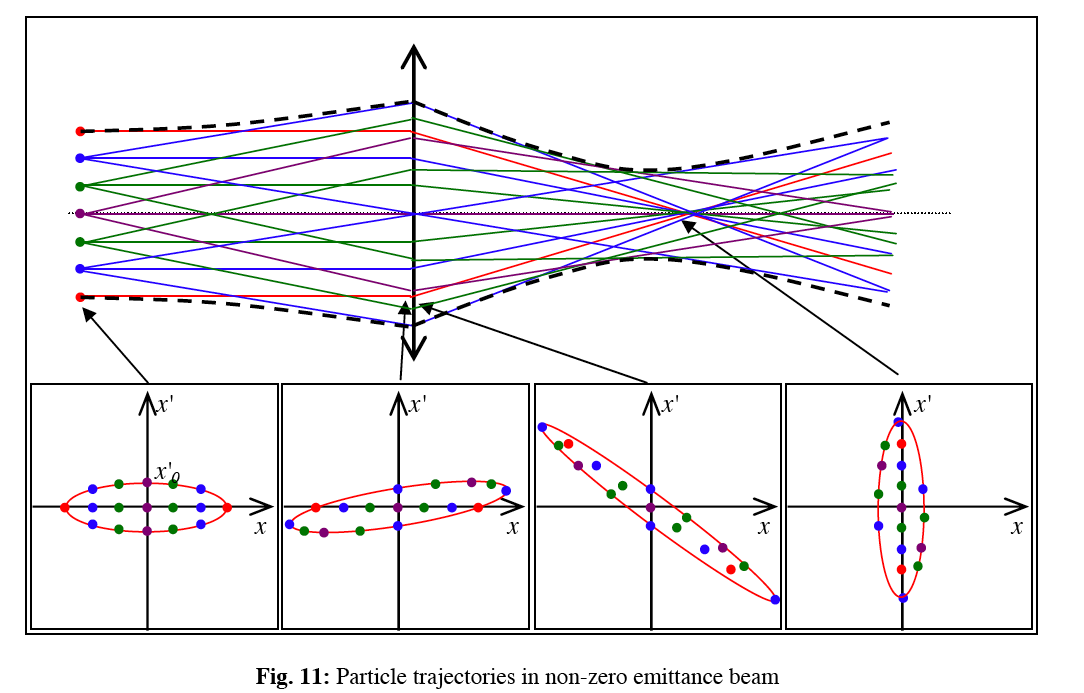 x'
x'
x'
x'
x'0
x
x
x
x
Fig. 11: Particle trajectories in non-zero emittance beam